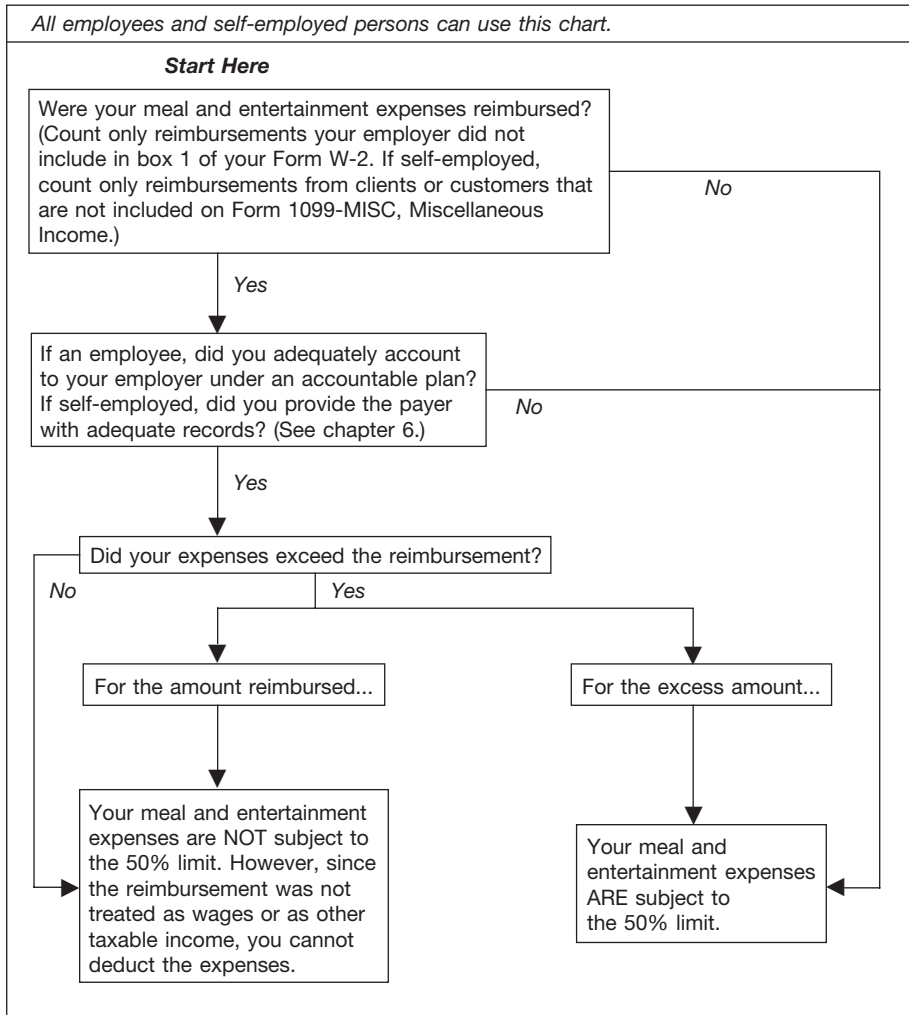 All employees and self-employed persons can use this chart.
Start Here
Were your meal and entertainment expenses reimbursed?
(Count only reimbursements your employer did not
include in box 1 of your Form W-2. If self-employed,
count only reimbursements from clients or customers that
are not included on Form 1099-MISC, Miscellaneous
Income.)
No
Yes
If an employee, did you adequately account
to your employer under an accountable plan?
If self-employed, did you provide the payer
with adequate records? (See chapter 6.)
No
Yes
Did your expenses exceed the reimbursement?
No
Yes
For the amount reimbursed...
For the excess amount...
Your meal and entertainment
expenses are NOT subject to
the 50% limit. However, since
the reimbursement was not
treated as wages or as other
taxable income, you cannot
deduct the expenses.
Your meal and
entertainment expenses
ARE subject to
the 50% limit.